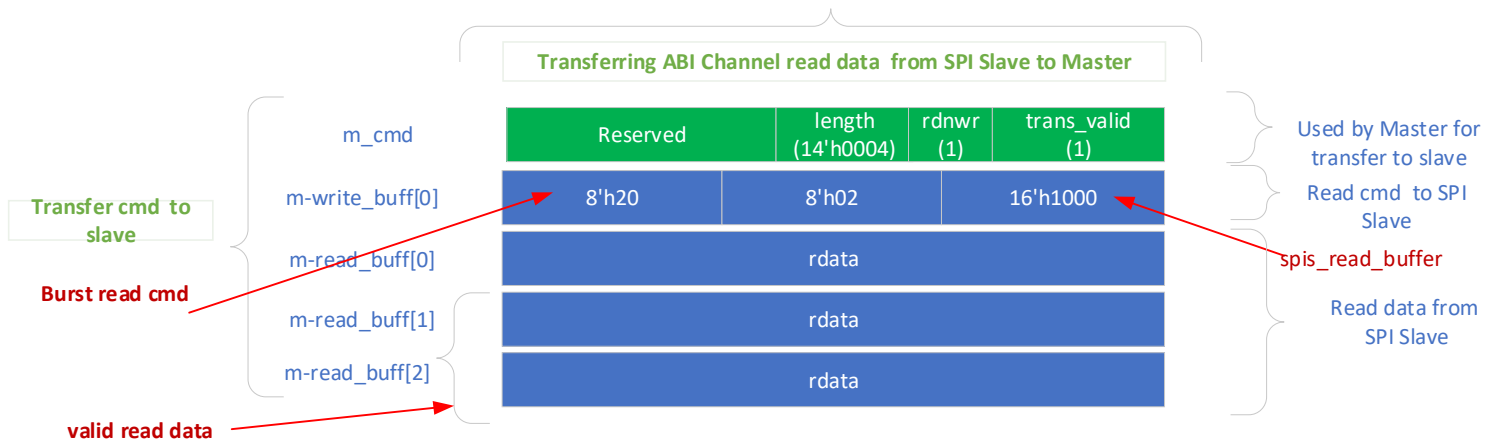 Transferring ABI Channel read data from SPI Slave to Master
m_cmd
Reserved
length
(14'h0004)
rdnwr
(1)
trans_valid
(1)
Used by Master for
transfer to slave
m-write_buff[0]
8'h20
8'h02
16'h1000
Read cmd to SPI
Slave
Transfer cmd to
slave
m-read_buff[0]
rdata
spis_read_buffer
Burst read cmd
m-read_buff[1]
rdata
Read data from
SPI Slave
m-read_buff[2]
rdata
valid read data